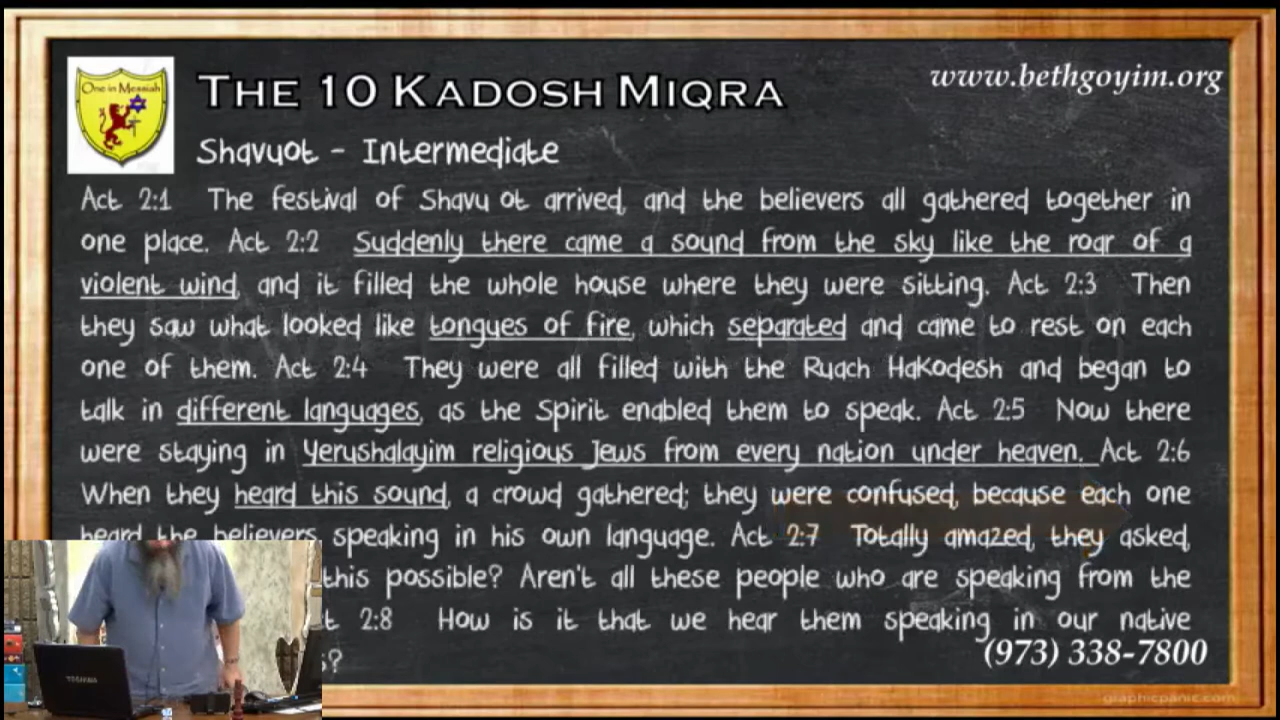 One in Messiah
THE 10 KADOSH MIQRA
www.bethgoyim.org
Shavuot - Intermediate
Act 2:1 The festival of Shavu ot arrived, and the believers all gathered together in
one place. Act 2:2 Suddenly there came a sound from the sky like the roar of a
violent wind, and it filled the whole house where they were sitting. Act 2:3 Then
they saw what looked like tongues of fire, which separated and came to rest on each
one of them. Act 2:4 They were all filled with the Ruach HaKodesh and began to
talk in different languages, as the Spirit enabled them to speak. Act 2:5 Now there
were staying in Yerushalayim religious Jews from every nation under heaven. Act 2:6
When they heard this sound, a crowd gathered; they were confused, because each one
heard the believers speaking in his own language. Act 2:7 Totally amazed, they asked,
this possible? Aren't all these people who are speaking from the
2:8 How is it that we hear them speaking in our native
?
(973) 338-7800
TOSHIBA
graphicpanic.com